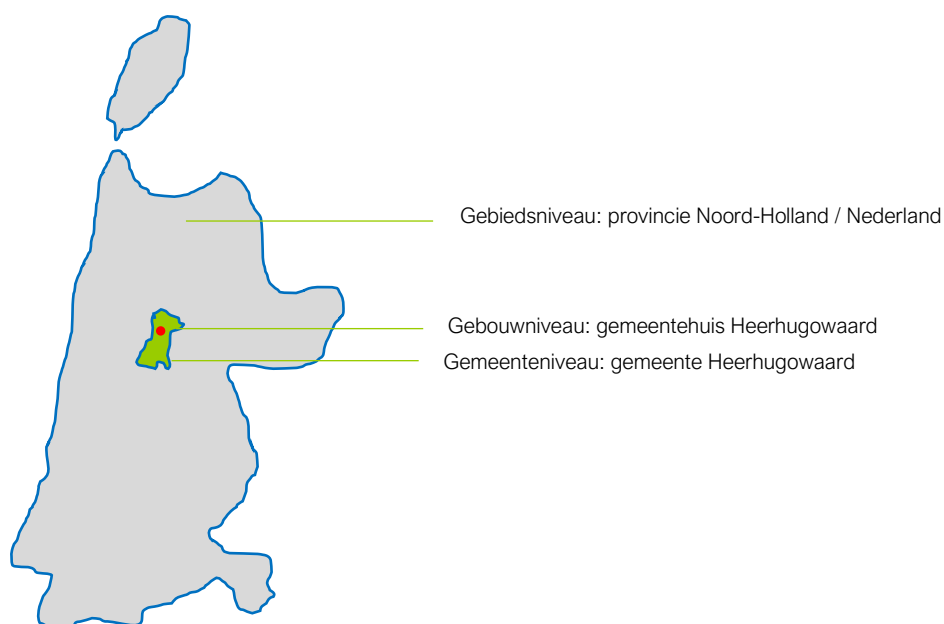 Gebiedsniveau: provincie Noord-Holland / Nederland
Gebouwniveau: gemeentehuis Heerhugowaard
Gemeenteniveau: gemeente Heerhugowaard